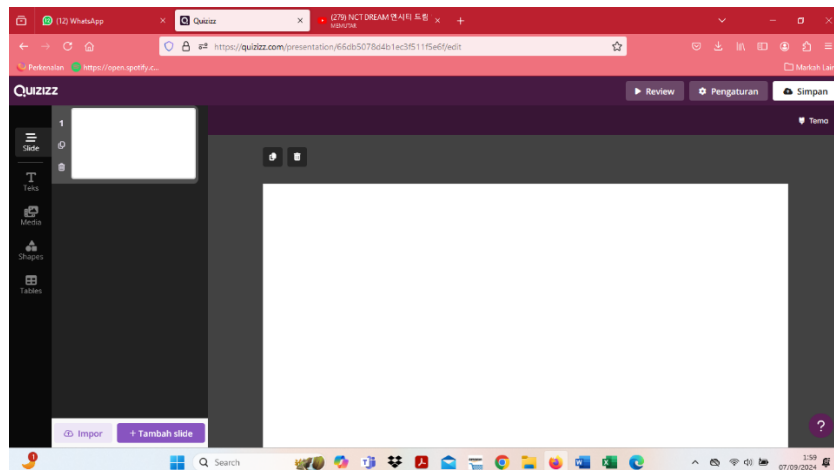 (12) WhatsApp
Quizizz
(279) NCT DREAM 엔시티 드림
MEMUTAR
https://quizizz.com/presentation/66db5078d4b1ec3f511f5e6f/edit
Perkenalan
https://open.spotify.c...
Markah Lain
QUIZIZZ
Review
Pengaturan
Simpan
1
Tema
Slide
Teks
Media
Shapes
Tables
Impor
+ Tambah slide
?
Search
1:59
07/09/2024